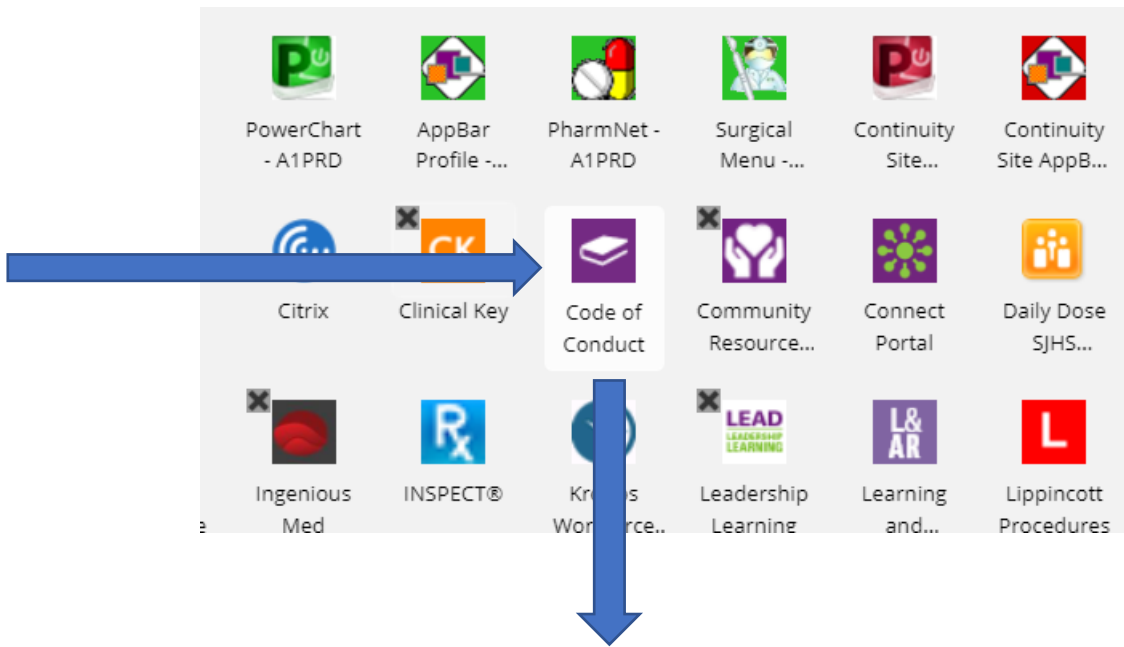 PowerChart
- A1PRD
AppBar
Profile -...
PharmNet -
A1PRD
Surgical
Menu -...
Continuity
Site...
Continuity
Site AppB...
Citrix
CK
Clinical Key
Code of
Conduct
Community
Resource...
Connect
Portal
Daily Dose
SJHS...
Ingenious
Med
Rx
INSPECT®
LEAD
LEADERSHIP
LEARNING
Leadership
Learning
L&
AR
Learning
and...
L
Lippincott
Procedures